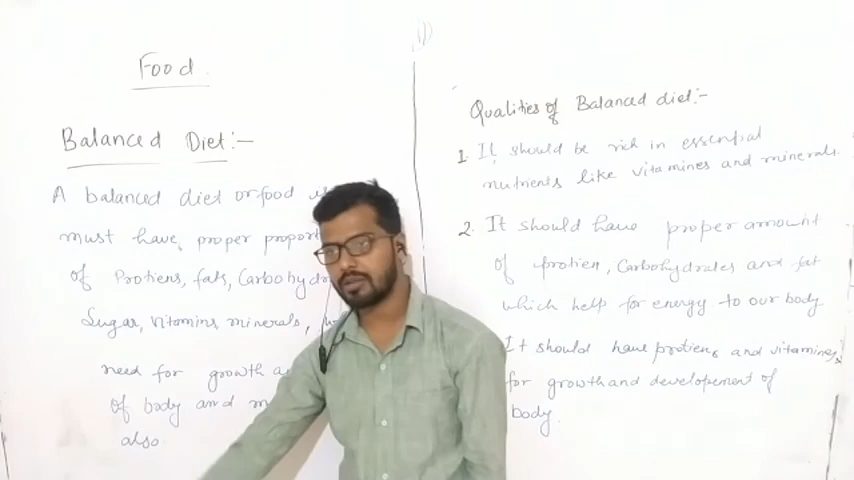 Food
Balanced Diet:-
A balanced diet or food
must have, proper
of Protiens, fats,
Sugar, vitamins minerals,
need for growth
of body and
also
Qualities of Balanced diet:-
1. It should be rich in essential
nutrients like vitamines and minerals.
2. It should have proper amount
of protien, Carbohydrates and fat
which help for energy to our body
It should have protiens and vitamines
for growth and developement of
body.